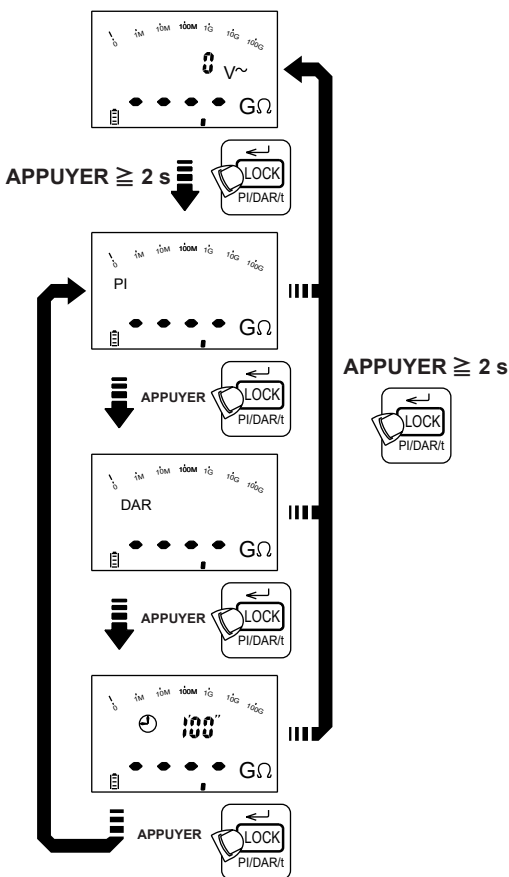 0 1M 10M 100M 1G 10G 100G
0 V~
GΩ
APPUYER ≧ 2 s
LOCK
PI/DAR/t
0 1M 10M 100M 1G 10G 100G
PI
GΩ
APPUYER
LOCK
PI/DAR/t
APPUYER ≧ 2 s
LOCK
PI/DAR/t
0 1M 10M 100M 1G 10G 100G
DAR
GΩ
APPUYER
LOCK
PI/DAR/t
0 1M 10M 100M 1G 10G 100G
1'00"
GΩ
APPUYER
LOCK
PI/DAR/t